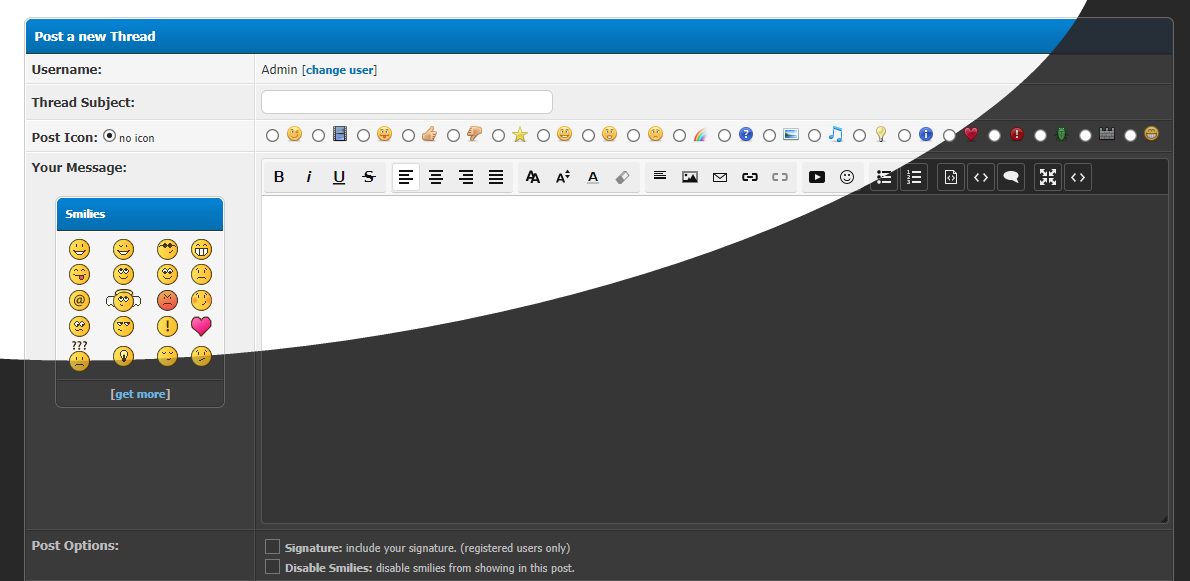 Post a new Thread
Username:
Admin [change user]
Thread Subject:
Post Icon: no icon
Your Message:
B i U S
Smilies
???
[get more]
Post Options:
Signature: include your signature. (registered users only)
Disable Smilies: disable smilies from showing in this post.